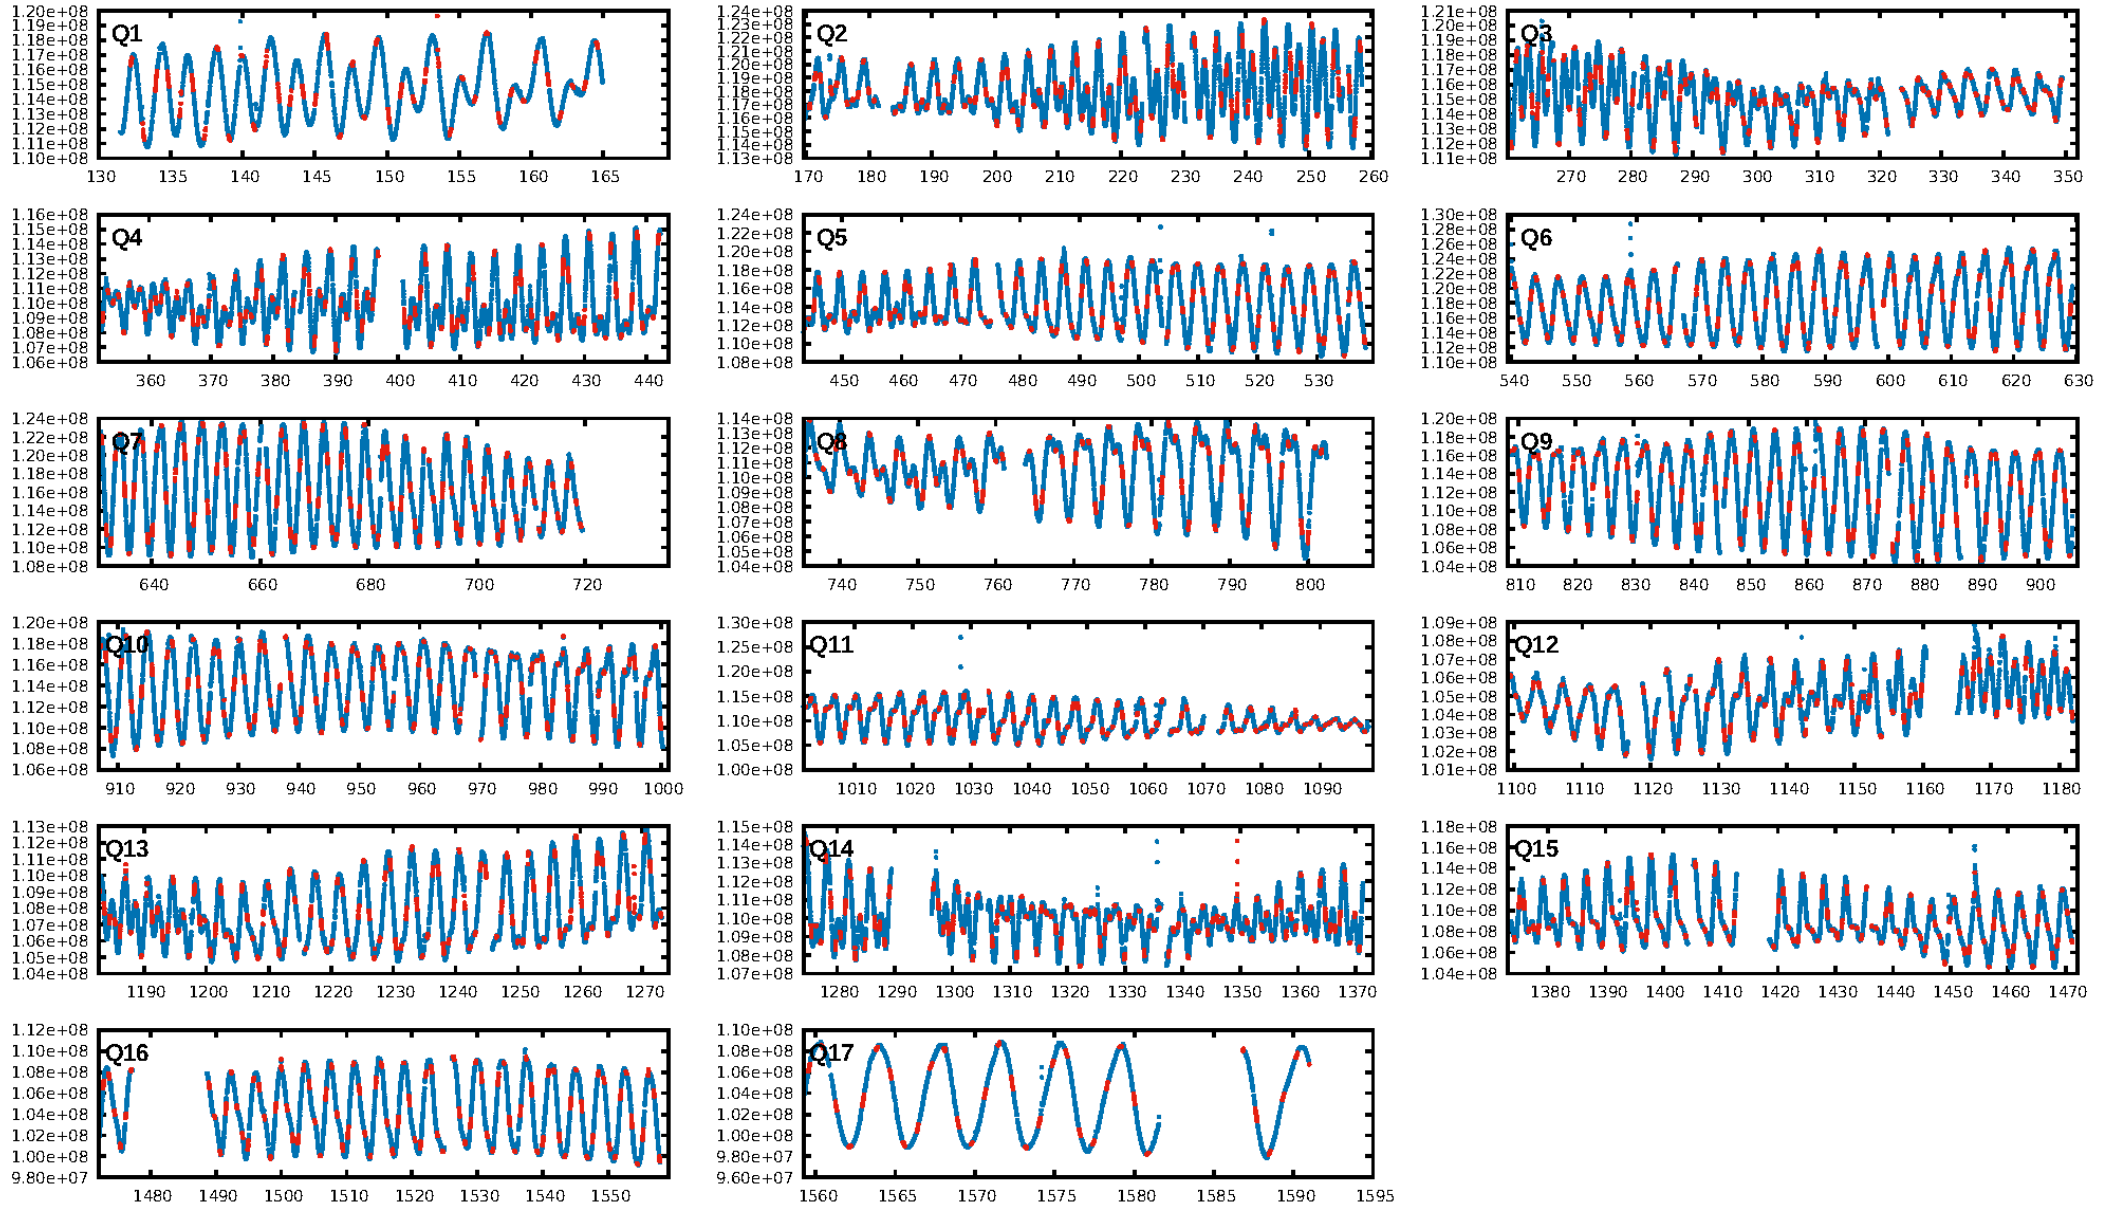 Q1
1.20e+08
1.19e+08
1.18e+08
1.17e+08
1.16e+08
1.15e+08
1.14e+08
1.13e+08
1.12e+08
1.11e+08
1.10e+08
130 135 140 145 150 155 160 165
Q2
1.24e+08
1.23e+08
1.22e+08
1.21e+08
1.20e+08
1.19e+08
1.18e+08
1.17e+08
1.16e+08
1.15e+08
1.14e+08
1.13e+08
170 180 190 200 210 220 230 240 250 260
Q3
1.21e+08
1.20e+08
1.19e+08
1.18e+08
1.17e+08
1.16e+08
1.15e+08
1.14e+08
1.13e+08
1.12e+08
1.11e+08
270 280 290 300 310 320 330 340 350
Q4
1.16e+08
1.15e+08
1.14e+08
1.13e+08
1.12e+08
1.11e+08
1.10e+08
1.09e+08
1.08e+08
1.07e+08
1.06e+08
360 370 380 390 400 410 420 430 440
Q5
1.24e+08
1.22e+08
1.20e+08
1.18e+08
1.16e+08
1.14e+08
1.12e+08
1.10e+08
1.08e+08
450 460 470 480 490 500 510 520 530
Q6
1.30e+08
1.28e+08
1.26e+08
1.24e+08
1.22e+08
1.20e+08
1.18e+08
1.16e+08
1.14e+08
1.12e+08
1.10e+08
540 550 560 570 580 590 600 610 620 630
Q7
1.24e+08
1.22e+08
1.20e+08
1.18e+08
1.16e+08
1.14e+08
1.12e+08
1.10e+08
1.08e+08
640 660 680 700 720
Q8
1.14e+08
1.13e+08
1.12e+08
1.11e+08
1.10e+08
1.09e+08
1.08e+08
1.07e+08
1.06e+08
1.05e+08
1.04e+08
740 750 760 770 780 790 800
Q9
1.20e+08
1.18e+08
1.16e+08
1.14e+08
1.12e+08
1.10e+08
1.08e+08
1.06e+08
1.04e+08
810 820 830 840 850 860 870 880 890 900
Q10
1.20e+08
1.18e+08
1.16e+08
1.14e+08
1.12e+08
1.10e+08
1.08e+08
1.06e+08
910 920 930 940 950 960 970 980 990 1000
Q11
1.30e+08
1.25e+08
1.20e+08
1.15e+08
1.10e+08
1.05e+08
1.00e+08
1010 1020 1030 1040 1050 1060 1070 1080 1090
Q12
1.09e+08
1.08e+08
1.07e+08
1.06e+08
1.05e+08
1.04e+08
1.03e+08
1.02e+08
1.01e+08
1100 1110 1120 1130 1140 1150 1160 1170 1180
Q13
1.13e+08
1.12e+08
1.11e+08
1.10e+08
1.09e+08
1.08e+08
1.07e+08
1.06e+08
1.05e+08
1.04e+08
1190 1200 1210 1220 1230 1240 1250 1260 1270
Q14
1.15e+08
1.14e+08
1.13e+08
1.12e+08
1.11e+08
1.10e+08
1.09e+08
1.08e+08
1.07e+08
1280 1290 1300 1310 1320 1330 1340 1350 1360 1370
Q15
1.18e+08
1.16e+08
1.14e+08
1.12e+08
1.10e+08
1.08e+08
1.06e+08
1.04e+08
1380 1390 1400 1410 1420 1430 1440 1450 1460 1470
Q16
1.12e+08
1.10e+08
1.08e+08
1.06e+08
1.04e+08
1.02e+08
1.00e+08
9.80e+07
1480 1490 1500 1510 1520 1530 1540 1550
Q17
1.10e+08
1.08e+08
1.06e+08
1.04e+08
1.02e+08
1.00e+08
9.80e+07
9.60e+07
1560 1565 1570 1575 1580 1585 1590 1595